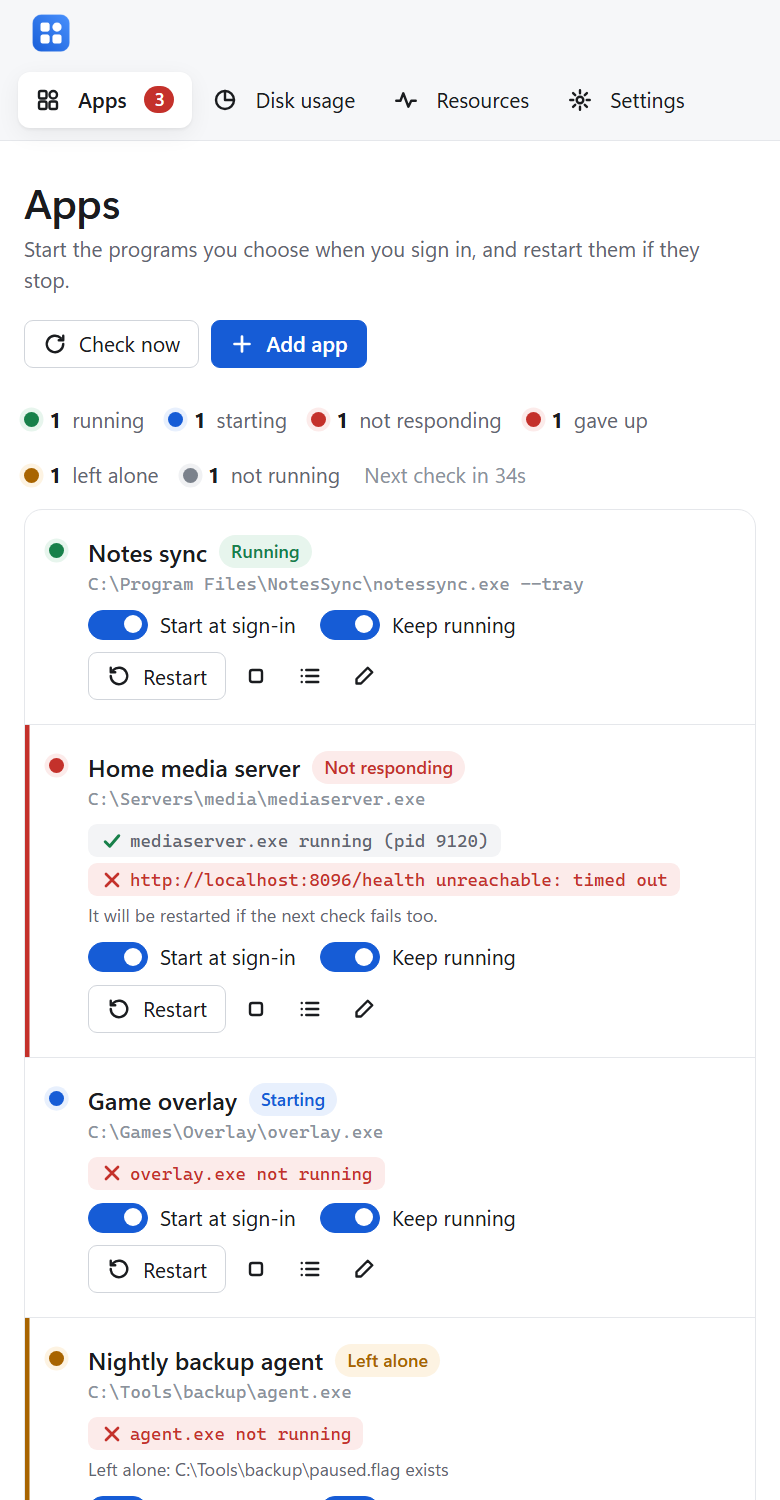 Apps 3 Disk usage Resources Settings
Apps
Start the programs you choose when you sign in, and restart them if they
stop.
Check now Add app
1 running 1 starting 1 not responding 1 gave up
1 left alone 1 not running Next check in 34s
Notes sync Running
C:\Program Files\NotesSync\notessync.exe --tray
Start at sign-in Keep running
Restart
Home media server Not responding
C:\Servers\media\mediaserver.exe
mediaserver.exe running (pid 9120)
http://localhost:8096/health unreachable: timed out
It will be restarted if the next check fails too.
Start at sign-in Keep running
Restart
Game overlay Starting
C:\Games\Overlay\overlay.exe
overlay.exe not running
Start at sign-in Keep running
Restart
Nightly backup agent Left alone
C:\Tools\backup\agent.exe
agent.exe not running
Left alone: C:\Tools\backup\paused.flag exists